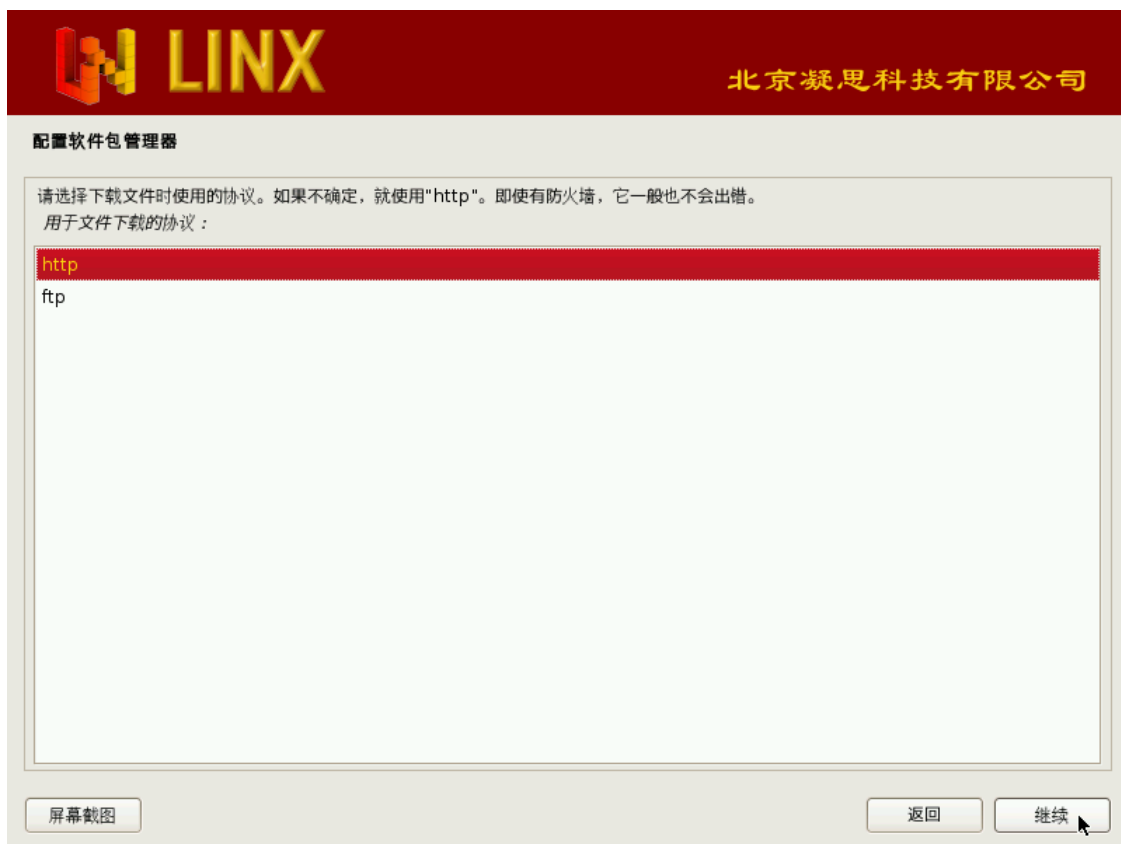 LINX
北京凝思科技有限公司
配置软件包管理器
请选择下载文件时使用的协议。如果不确定，就使用"http"。即使有防火墙，它一般也不会出错。
用于文件下载的协议：
http
ftp
屏幕截图
返回
继续